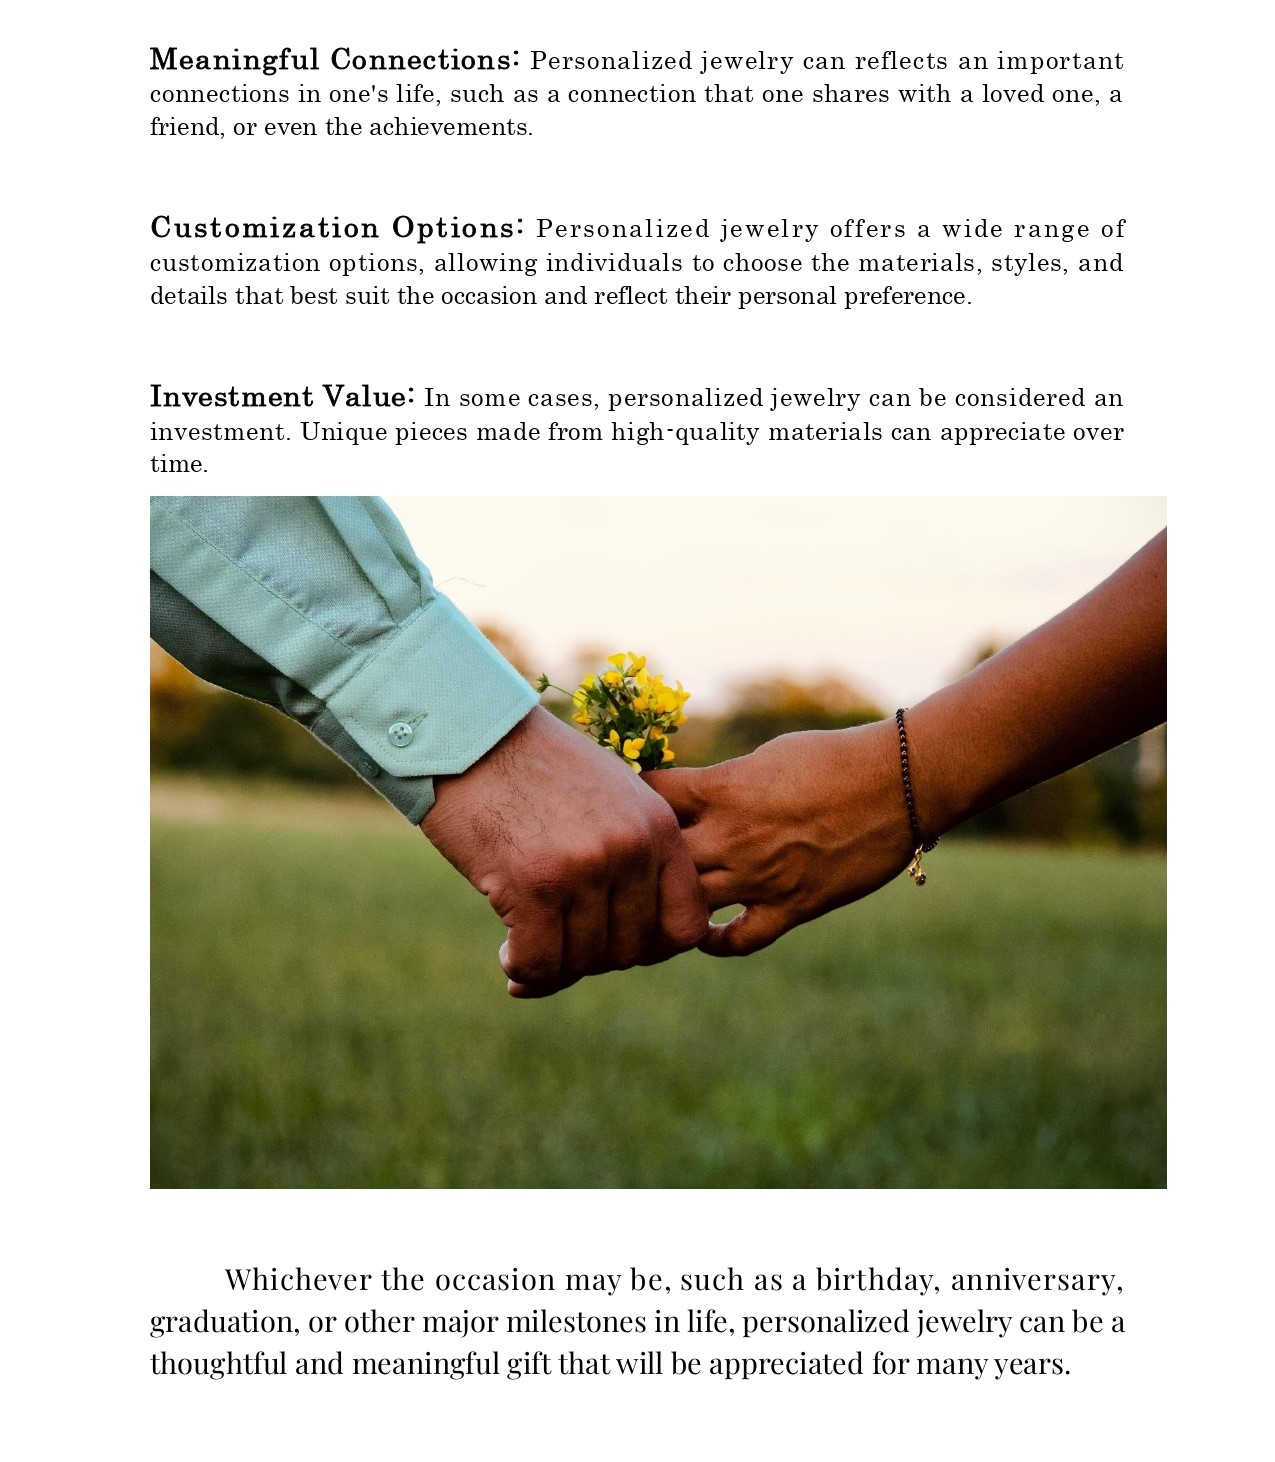 Meaningful Connections: Personalized jewelry can reflects an important
connections in one's life, such as a connection that one shares with a loved one, a
friend, or even the achievements.
Customization Options: Personalized jewelry offers a wide range of
customization options, allowing individuals to choose the materials, styles, and
details that best suit the occasion and reflect their personal preference.
Investment Value: In some cases, personalized jewelry can be considered an
investment. Unique pieces made from high-quality materials can appreciate over
time.
Whichever the occasion may be, such as a birthday, anniversary,
graduation, or other major milestones in life, personalized jewelry can be a
thoughtful and meaningful gift that will be appreciated for many years.